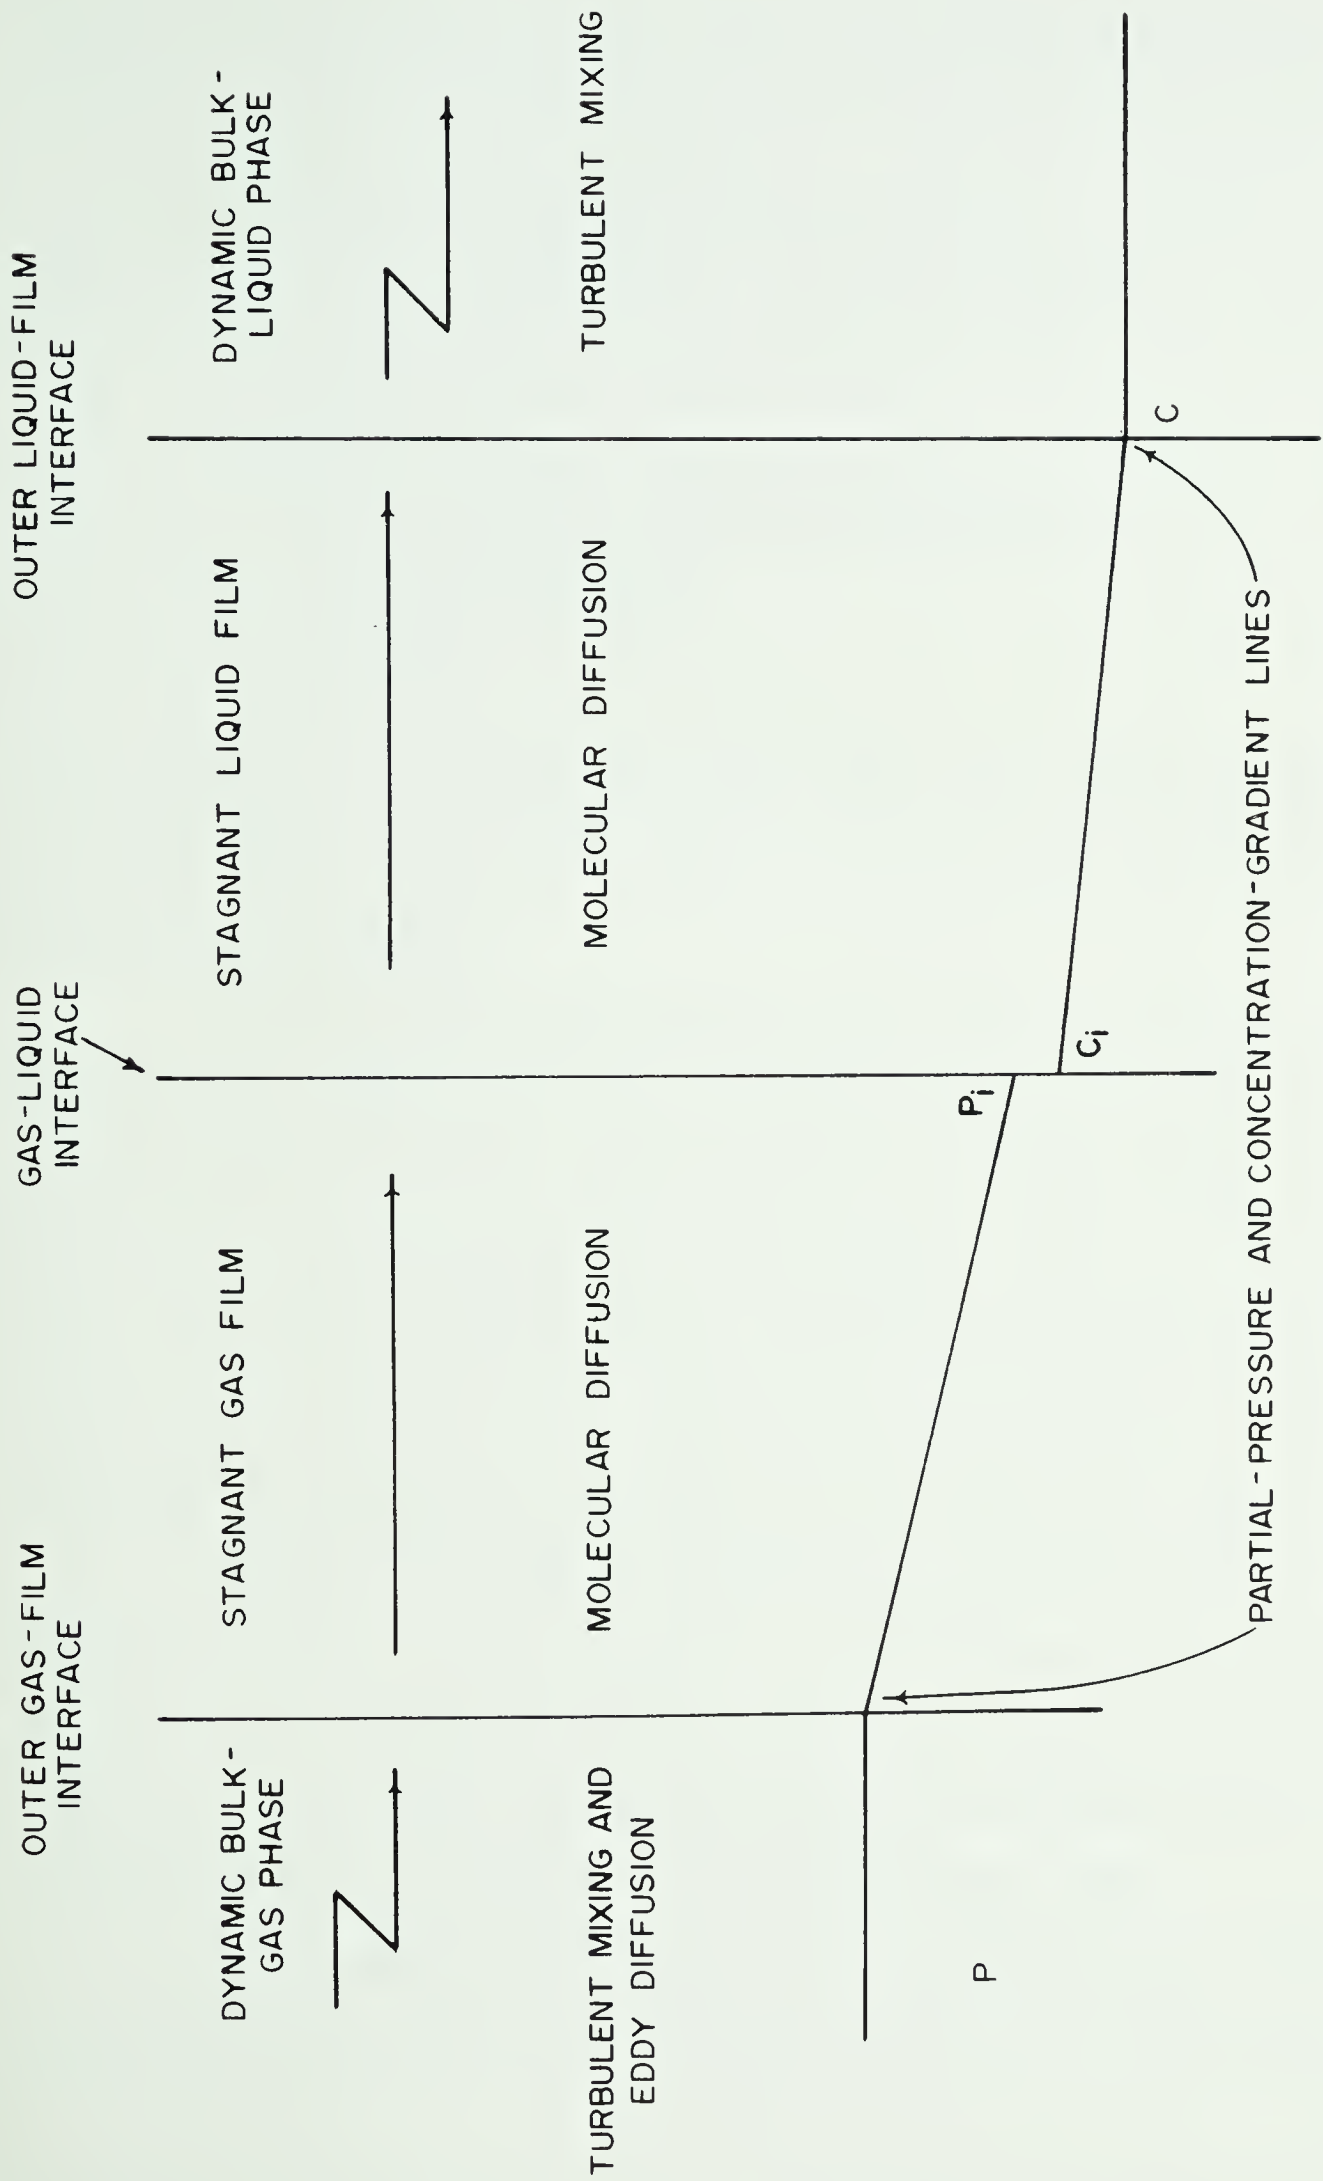 OUTER GAS-FILM
INTERFACE
GAS-LIQUID
INTERFACE
OUTER LIQUID-FILM
INTERFACE
DYNAMIC BULK-
GAS PHASE
STAGNANT GAS FILM
STAGNANT LIQUID FILM
DYNAMIC BULK-
LIQUID PHASE
TURBULENT MIXING AND
EDDY DIFFUSION
MOLECULAR DIFFUSION
MOLECULAR DIFFUSION
TURBULENT MIXING
P
Pi
Ci
C
PARTIAL-PRESSURE AND CONCENTRATION-GRADIENT LINES